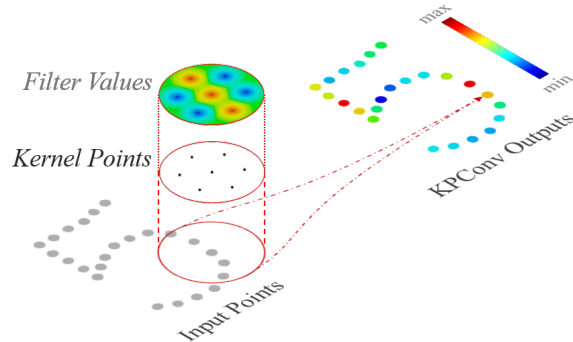 max
min
Filter Values
Kernel Points
KPConv Outputs
Input Points